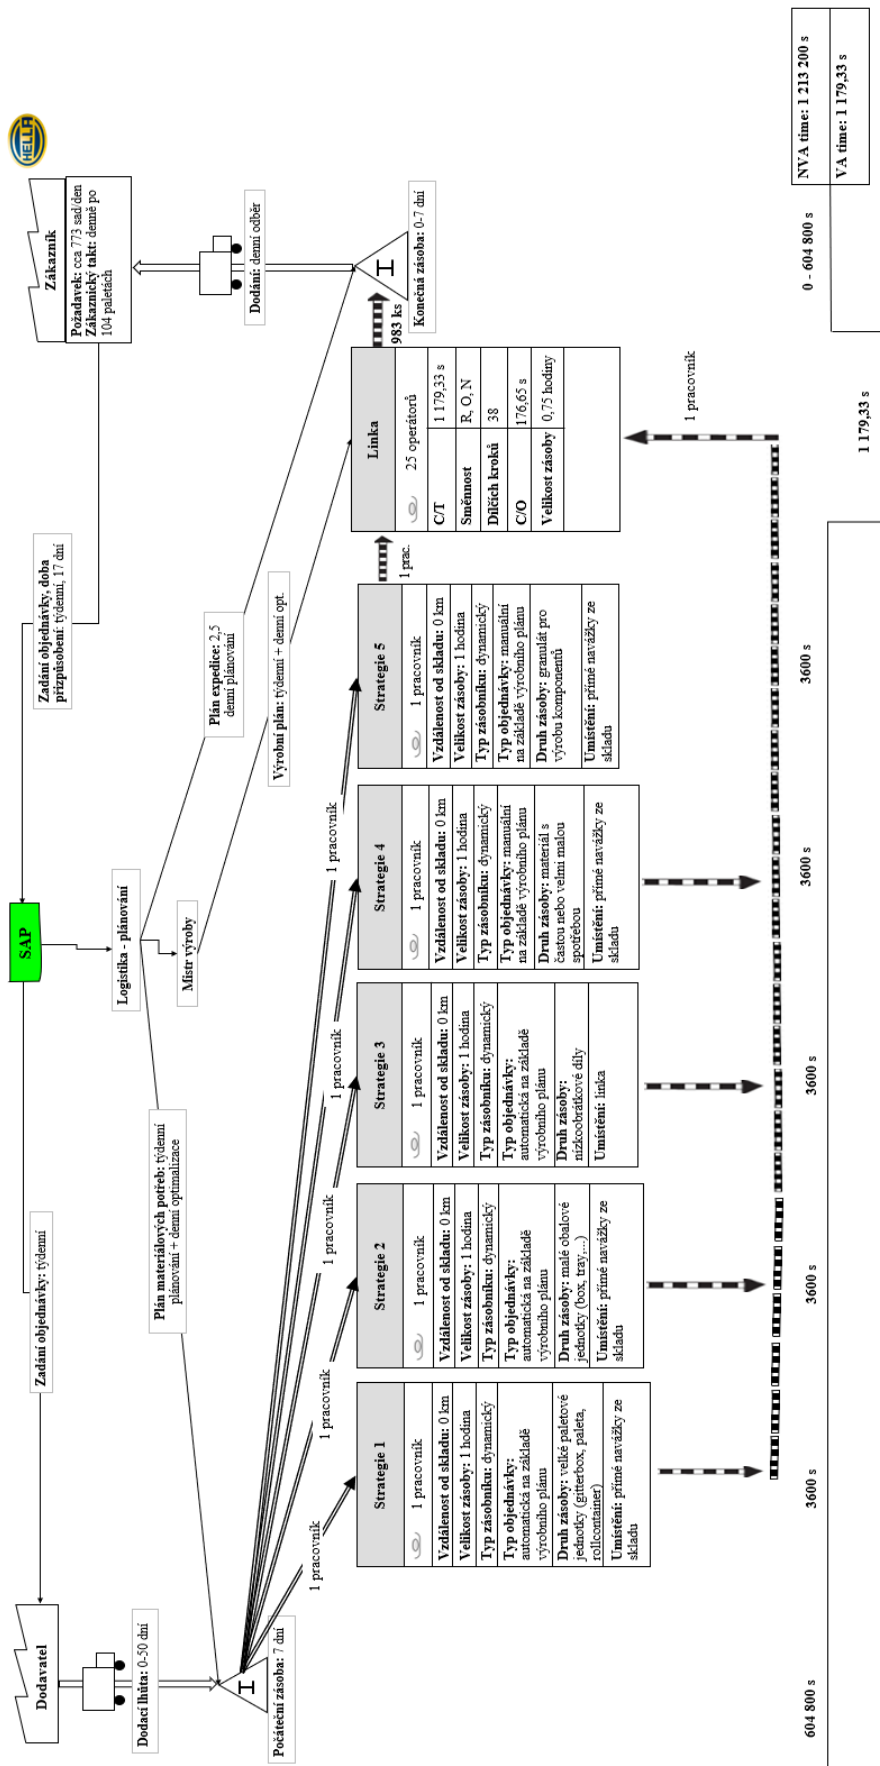 HELLA
Dodavatel
Dodací lhůta: 0-50 dní
Počáteční zásoba: 7 dní
Zadání objednávky: týdenní
SAP
Zadání objednávky, doba
přizpůsobení: týdenní, 17 dní
Zákazník
Požadavek: cca 773 sad/den
Zákaznický takt: denně po
104 paletách
Dodání: denní odběr
Konečná zásoba: 0-7 dní
Logistika - plánování
Mistr výroby
Plán materiálových potřeb: týdenní
plánování + denní optimalizace
Plán expedice: 2,5
denní plánování
Výrobní plán: týdenní + denní opt.
1 pracovník
1 pracovník
1 pracovník
1 pracovník
1 pracovník
Strategie 1
1 pracovník
Vzdálenost od skladu: 0 km
Velikost zásoby: 1 hodina
Typ zásobníku: dynamický
Typ objednávky:
automatická na základě
výrobního plánu
Druh zásoby: velké paletové
jednotky (gitterbox, paleta,
rollcontainer)
Umístění: přímé navážky ze
skladu
Strategie 2
1 pracovník
Vzdálenost od skladu: 0 km
Velikost zásoby: 1 hodina
Typ zásobníku: dynamický
Typ objednávky:
automatická na základě
výrobního plánu
Druh zásoby: malé obalové
jednotky (box, tray,...)
Umístění: přímé navážky ze
skladu
Strategie 3
1 pracovník
Vzdálenost od skladu: 0 km
Velikost zásoby: 1 hodina
Typ zásobníku: dynamický
Typ objednávky:
automatická na základě
výrobního plánu
Druh zásoby:
nízkoobrátkové díly
Umístění: linka
Strategie 4
1 pracovník
Vzdálenost od skladu: 0 km
Velikost zásoby: 1 hodina
Typ zásobníku: dynamický
Typ objednávky: manuální
na základě výrobního plánu
Druh zásoby: materiál s
častou nebo velmi malou
spotřebou
Umístění: přímé navážky ze
skladu
Strategie 5
1 pracovník
Vzdálenost od skladu: 0 km
Velikost zásoby: 1 hodina
Typ zásobníku: dynamický
Typ objednávky: manuální
na základě výrobního plánu
Druh zásoby: granulát pro
výrobu komponentů
Umístění: přímé navážky ze
skladu
1 prac.
Linka
25 operátorů
C/T 1 179,33 s
Směnnost R, O, N
Dílčích kroků 38
C/O 176,65 s
Velikost zásoby 0,75 hodiny
983 ks
1 pracovník
604 800 s
3600 s
3600 s
3600 s
3600 s
3600 s
1 179,33 s
0 - 604 800 s
NVA time: 1 213 200 s
VA time: 1 179,33 s